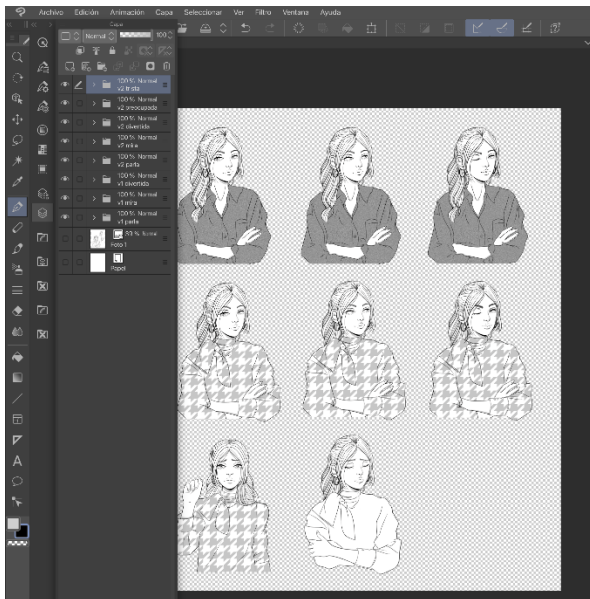 Archivo Edición Animación Capa Seleccionar Ver Filtro Ventana Ayuda
Capa
Normal 100
100 % Normal
v2 trista
100 % Normal
v2 preocupada
100 % Normal
v2 divertida
100 % Normal
v2 mira
100 % Normal
v2 parla
100 % Normal
v1 divertida
100 % Normal
v1 mira
100 % Normal
v1 parla
Foto 1
Papel